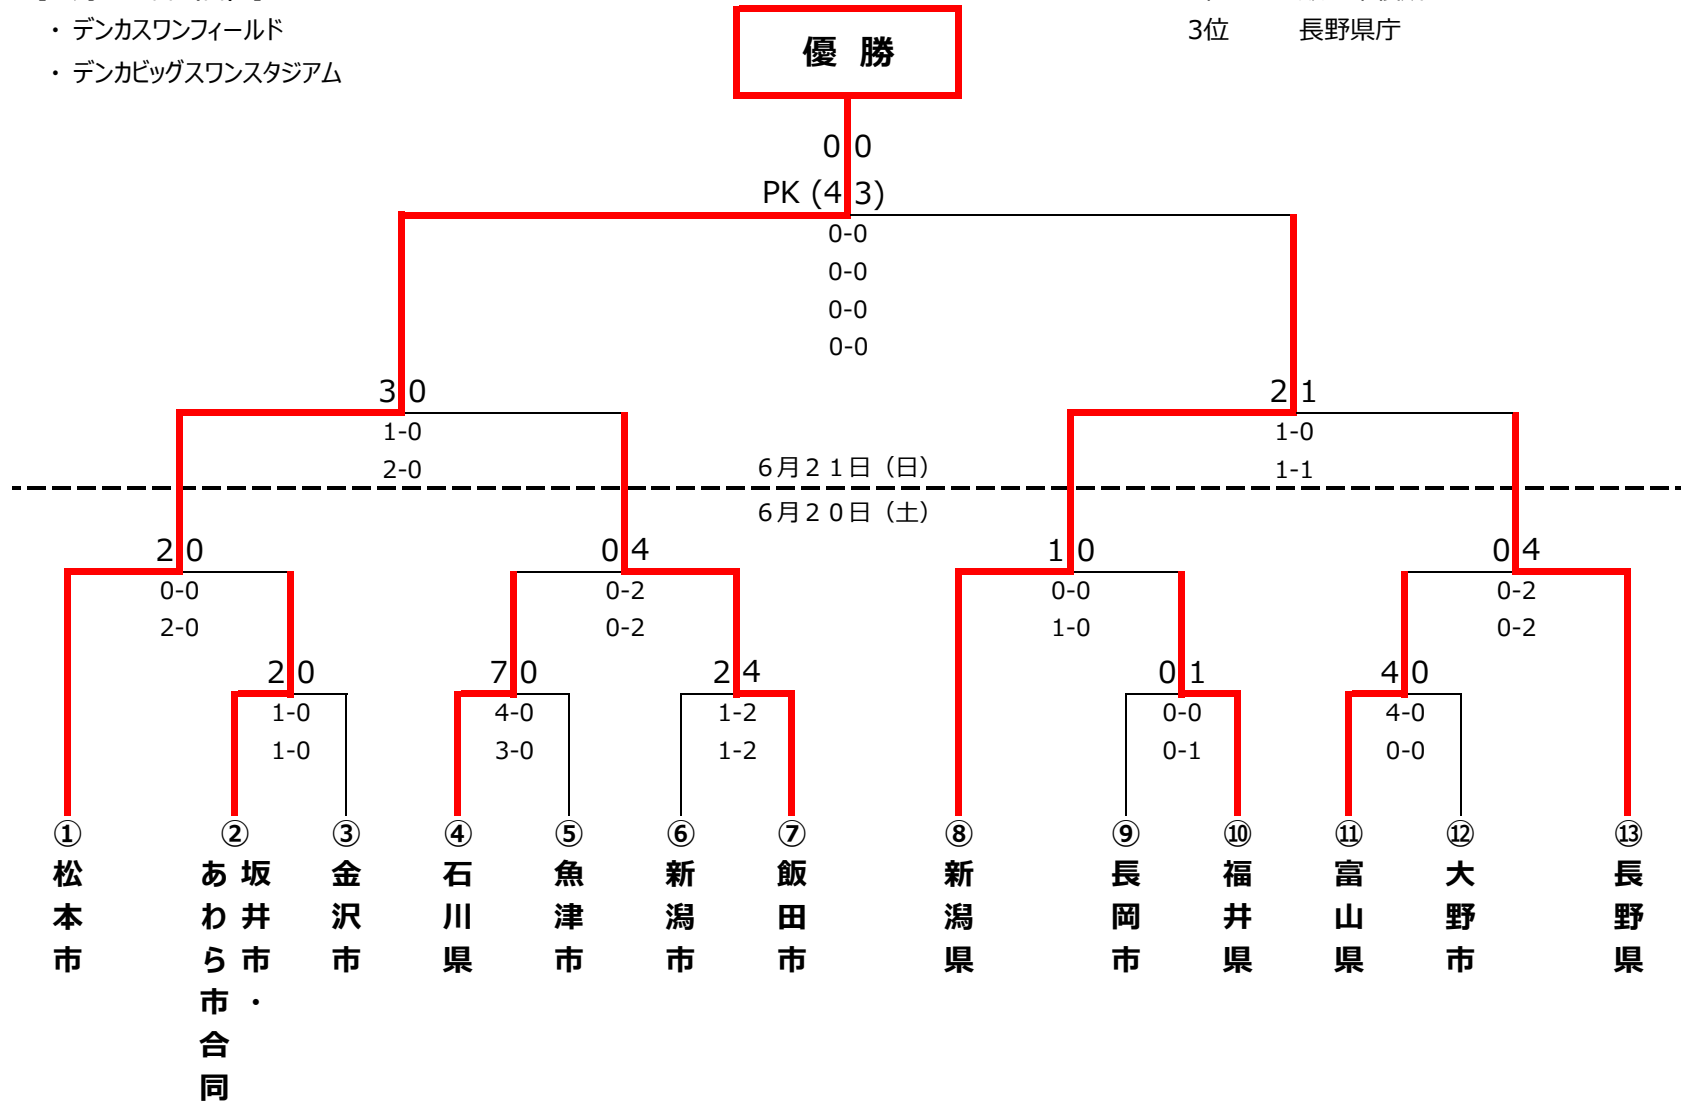 ・ デンカスワンフィールド
・ デンカビッグスワンスタジアム
3位 長野県庁
優 勝
0 0
PK (4 3)
0-0
0-0
0-0
0-0
3 0
1-0
2-0
2 1
1-0
1-1
6月21日（日）
6月20日（土）
2 0
0-0
2-0
0 4
0-2
0-2
1 0
0-0
1-0
0 4
0-2
0-2
2 0
1-0
1-0
7 0
4-0
3-0
2 4
1-2
1-2
0 1
0-0
0-1
4 0
4-0
0-0
① 松本市
② 坂井市・
あわら市合同
③ 金沢市
④ 石川県
⑤ 魚津市
⑥ 新潟市
⑦ 飯田市
⑧ 新潟県
⑨ 長岡市
⑩ 福井県
⑪ 富山県
⑫ 大野市
⑬ 長野県